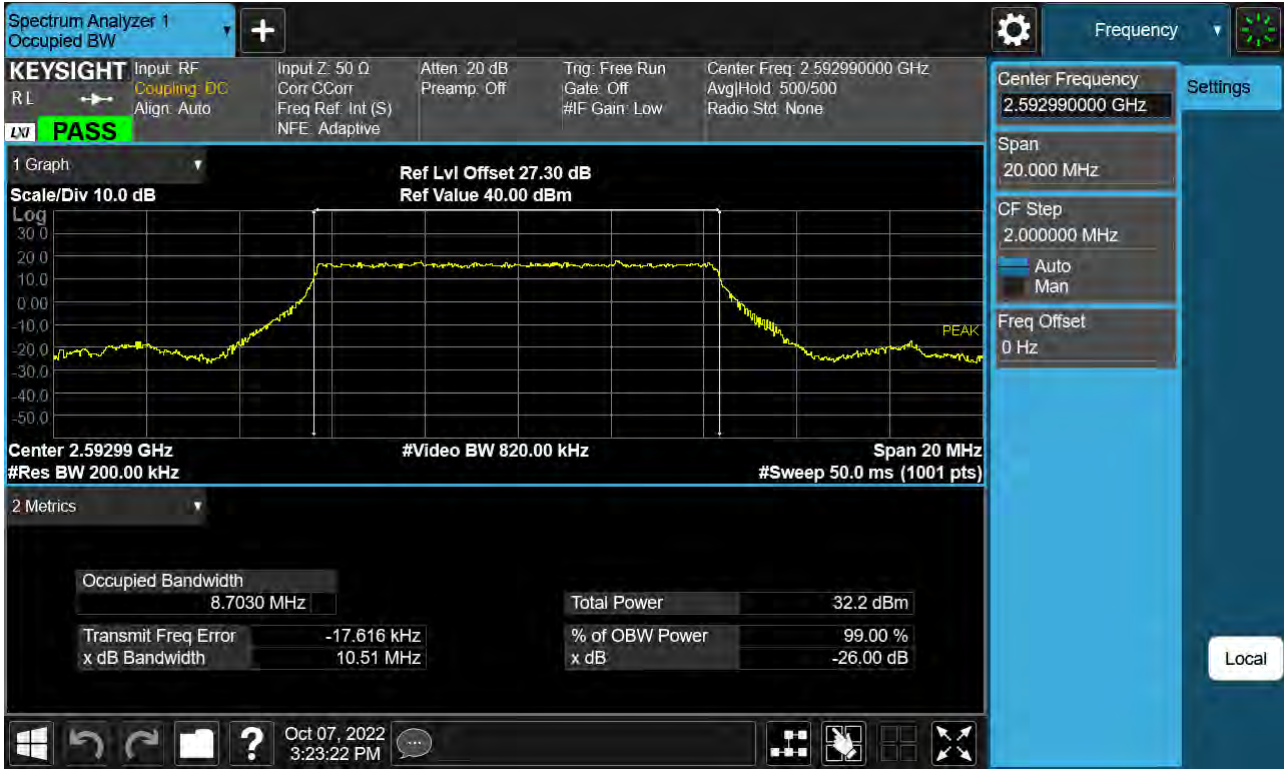 Spectrum Analyzer 1
Occupied BW
+
Frequency
KEYSIGHT
R L
LXI
PASS
Input: RF
Coupling: DC
Align: Auto
Input Z: 50 Ω
Corr CCorr
Freq Ref: Int (S)
NFE: Adaptive
Atten: 20 dB
Preamp: Off
Trig: Free Run
Gate: Off
#IF Gain: Low
Center Freq: 2.592990000 GHz
Avg|Hold: 500/500
Radio Std: None
Center Frequency
2.592990000 GHz
Settings
Span
20.000 MHz
CF Step
2.000000 MHz
Auto
Man
Freq Offset
0 Hz
Local
1 Graph
Scale/Div 10.0 dB
Ref Lvl Offset 27.30 dB
Ref Value 40.00 dBm
Log
30.0
20.0
10.0
0.00
-10.0
-20.0
-30.0
-40.0
-50.0
PEAK
Center 2.59299 GHz
#Video BW 820.00 kHz
Span 20 MHz
#Res BW 200.00 kHz
#Sweep 50.0 ms (1001 pts)
2 Metrics
Occupied Bandwidth
8.7030 MHz
Total Power 32.2 dBm
Transmit Freq Error -17.616 kHz
% of OBW Power 99.00 %
x dB Bandwidth 10.51 MHz
x dB -26.00 dB
?
Oct 07, 2022
3:23:22 PM